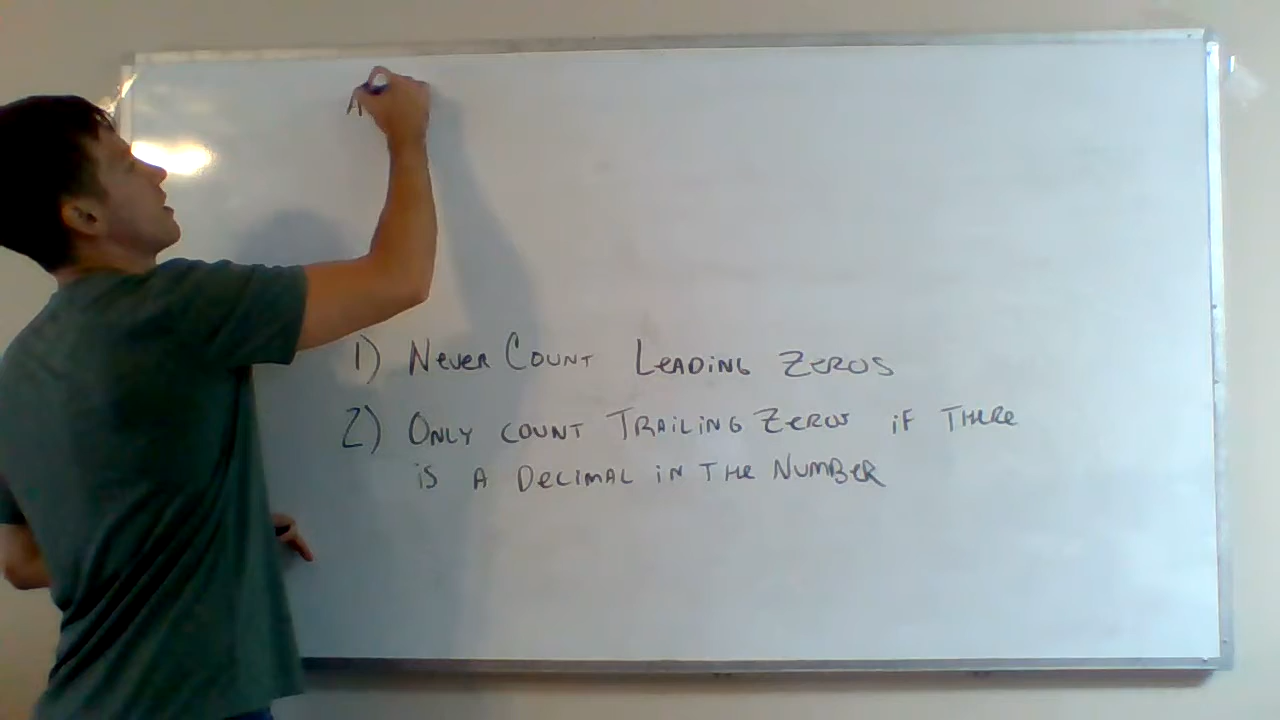 1) Never Count Leading Zeros
2) Only count Trailing Zeros if There
is a Decimal in The Number